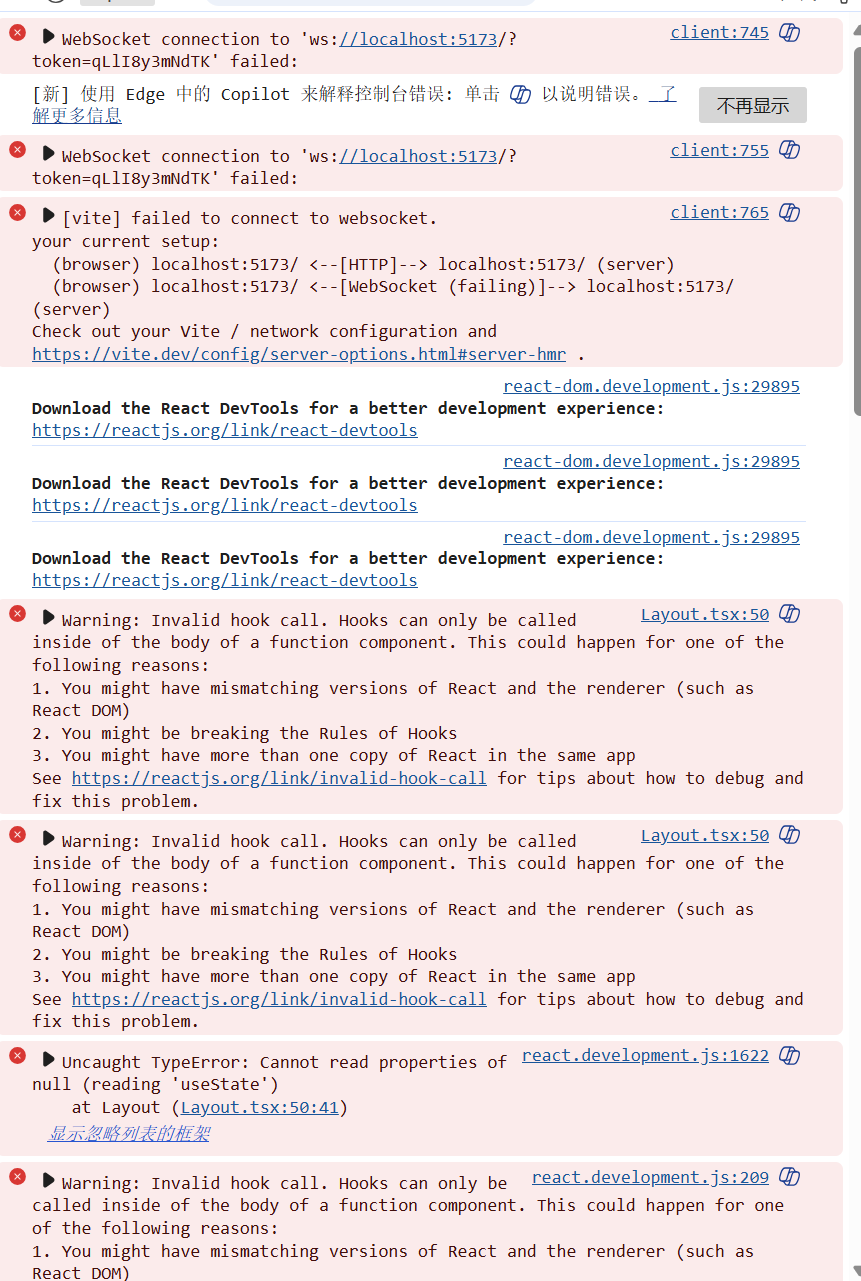 WebSocket connection to 'ws://localhost:5173/? client:745
token=qLlI8y3mNdTK' failed:
[新] 使用 Edge 中的 Copilot 来解释控制台错误: 单击 以说明错误。 了
解更多信息
不再显示
WebSocket connection to 'ws://localhost:5173/? client:755
token=qLlI8y3mNdTK' failed:
[vite] failed to connect to websocket. client:765
your current setup:
(browser) localhost:5173/ <--[HTTP]--> localhost:5173/ (server)
(browser) localhost:5173/ <--[WebSocket (failing)]--> localhost:5173/
(server)
Check out your Vite / network configuration and
https://vite.dev/config/server-options.html#server-hmr .
react-dom.development.js:29895
Download the React DevTools for a better development experience:
https://reactjs.org/link/react-devtools
react-dom.development.js:29895
Download the React DevTools for a better development experience:
https://reactjs.org/link/react-devtools
react-dom.development.js:29895
Download the React DevTools for a better development experience:
https://reactjs.org/link/react-devtools
Warning: Invalid hook call. Hooks can only be called Layout.tsx:50
inside of the body of a function component. This could happen for one of the
following reasons:
1. You might have mismatching versions of React and the renderer (such as
React DOM)
2. You might be breaking the Rules of Hooks
3. You might have more than one copy of React in the same app
See https://reactjs.org/link/invalid-hook-call for tips about how to debug and
fix this problem.
Warning: Invalid hook call. Hooks can only be called Layout.tsx:50
inside of the body of a function component. This could happen for one of the
following reasons:
1. You might have mismatching versions of React and the renderer (such as
React DOM)
2. You might be breaking the Rules of Hooks
3. You might have more than one copy of React in the same app
See https://reactjs.org/link/invalid-hook-call for tips about how to debug and
fix this problem.
Uncaught TypeError: Cannot read properties of react.development.js:1622
null (reading 'useState')
at Layout (Layout.tsx:50:41)
显示忽略列表的框架
Warning: Invalid hook call. Hooks can only be react.development.js:209
called inside of the body of a function component. This could happen for one
of the following reasons:
1. You might have mismatching versions of React and the renderer (such as
React DOM)